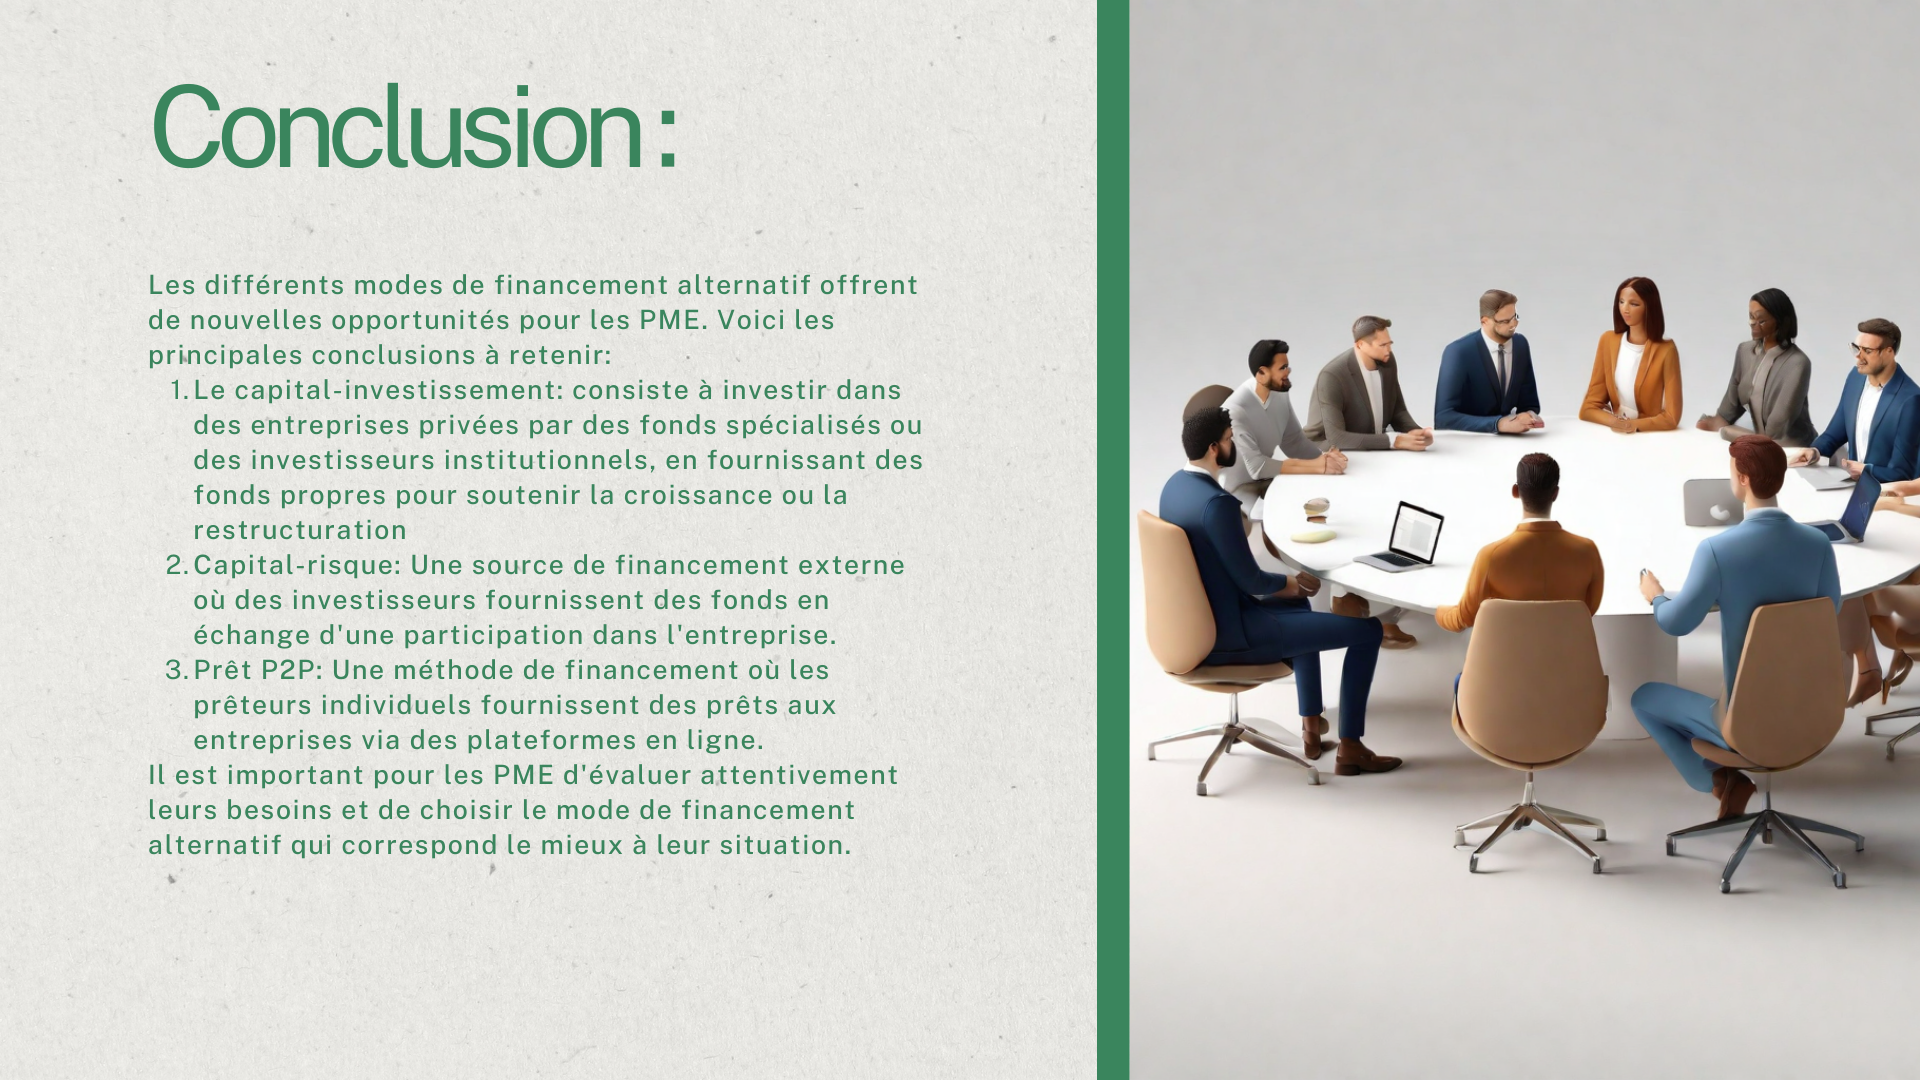 Conclusion :
Les différents modes de financement alternatif offrent
de nouvelles opportunités pour les PME. Voici les
principales conclusions à retenir:
1. Le capital-investissement: consiste à investir dans
des entreprises privées par des fonds spécialisés ou
des investisseurs institutionnels, en fournissant des
fonds propres pour soutenir la croissance ou la
restructuration
2. Capital-risque: Une source de financement externe
où des investisseurs fournissent des fonds en
échange d'une participation dans l'entreprise.
3. Prêt P2P: Une méthode de financement où les
prêteurs individuels fournissent des prêts aux
entreprises via des plateformes en ligne.
Il est important pour les PME d'évaluer attentivement
leurs besoins et de choisir le mode de financement
alternatif qui correspond le mieux à leur situation.